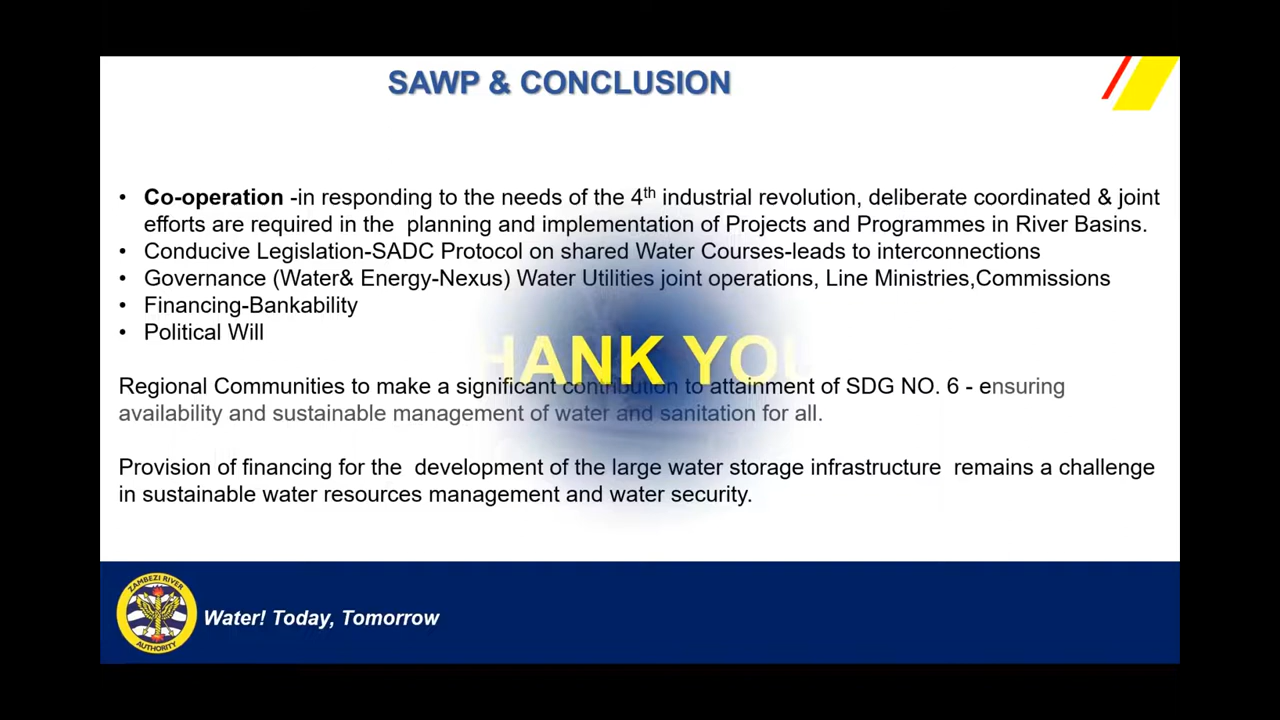 SAWP & CONCLUSION
• Co-operation -in responding to the needs of the 4th industrial revolution, deliberate coordinated & joint
efforts are required in the planning and implementation of Projects and Programmes in River Basins.
• Conducive Legislation-SADC Protocol on shared Water Courses-leads to interconnections
• Governance (Water& Energy-Nexus) Water Utilities joint operations, Line Ministries,Commissions
• Financing-Bankability
• Political Will
HANK YOU
Regional Communities to make a significant contribution to attainment of SDG NO. 6 - ensuring
availability and sustainable management of water and sanitation for all.
Provision of financing for the development of the large water storage infrastructure remains a challenge
in sustainable water resources management and water security.
ZAMBEZI RIVER
AUTHORITY
Water! Today, Tomorrow